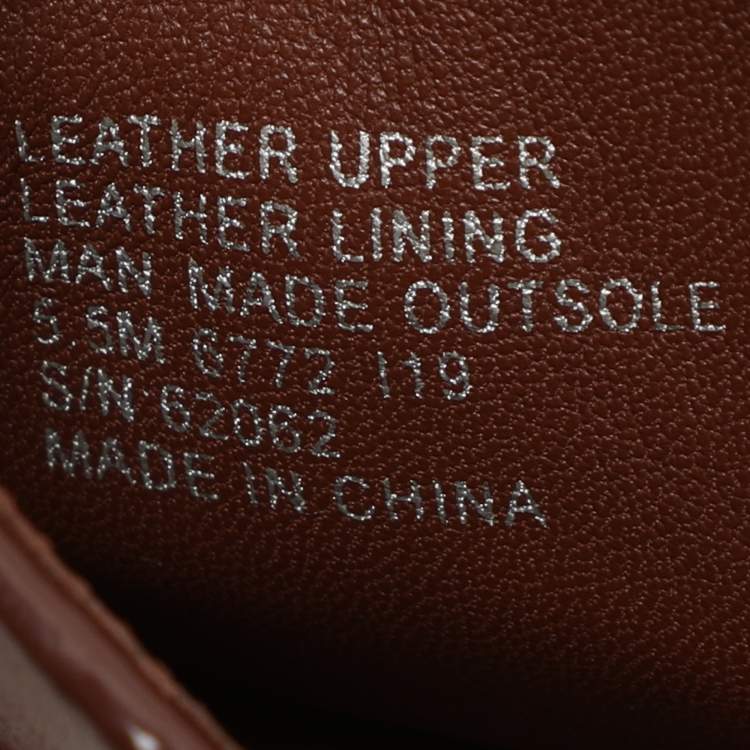 LEATHER UPPER
LEATHER LINING
MAN MADE OUTSOLE
5.5M 6772 I19
S/N 62062
MADE IN CHINA